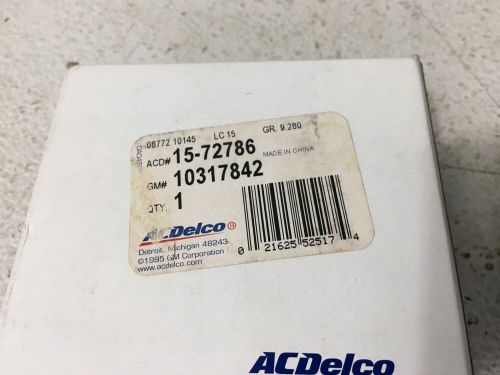 08772 10145 LC 15 GR. 9.280
ACD# 15-72786 MADE IN CHINA
GM# 10317842
QTY. 1
ACDelco®
Detroit, Michigan 48243
©1995 GM Corporation
www.acdelco.com
0 21625 52517 4
ACDelco